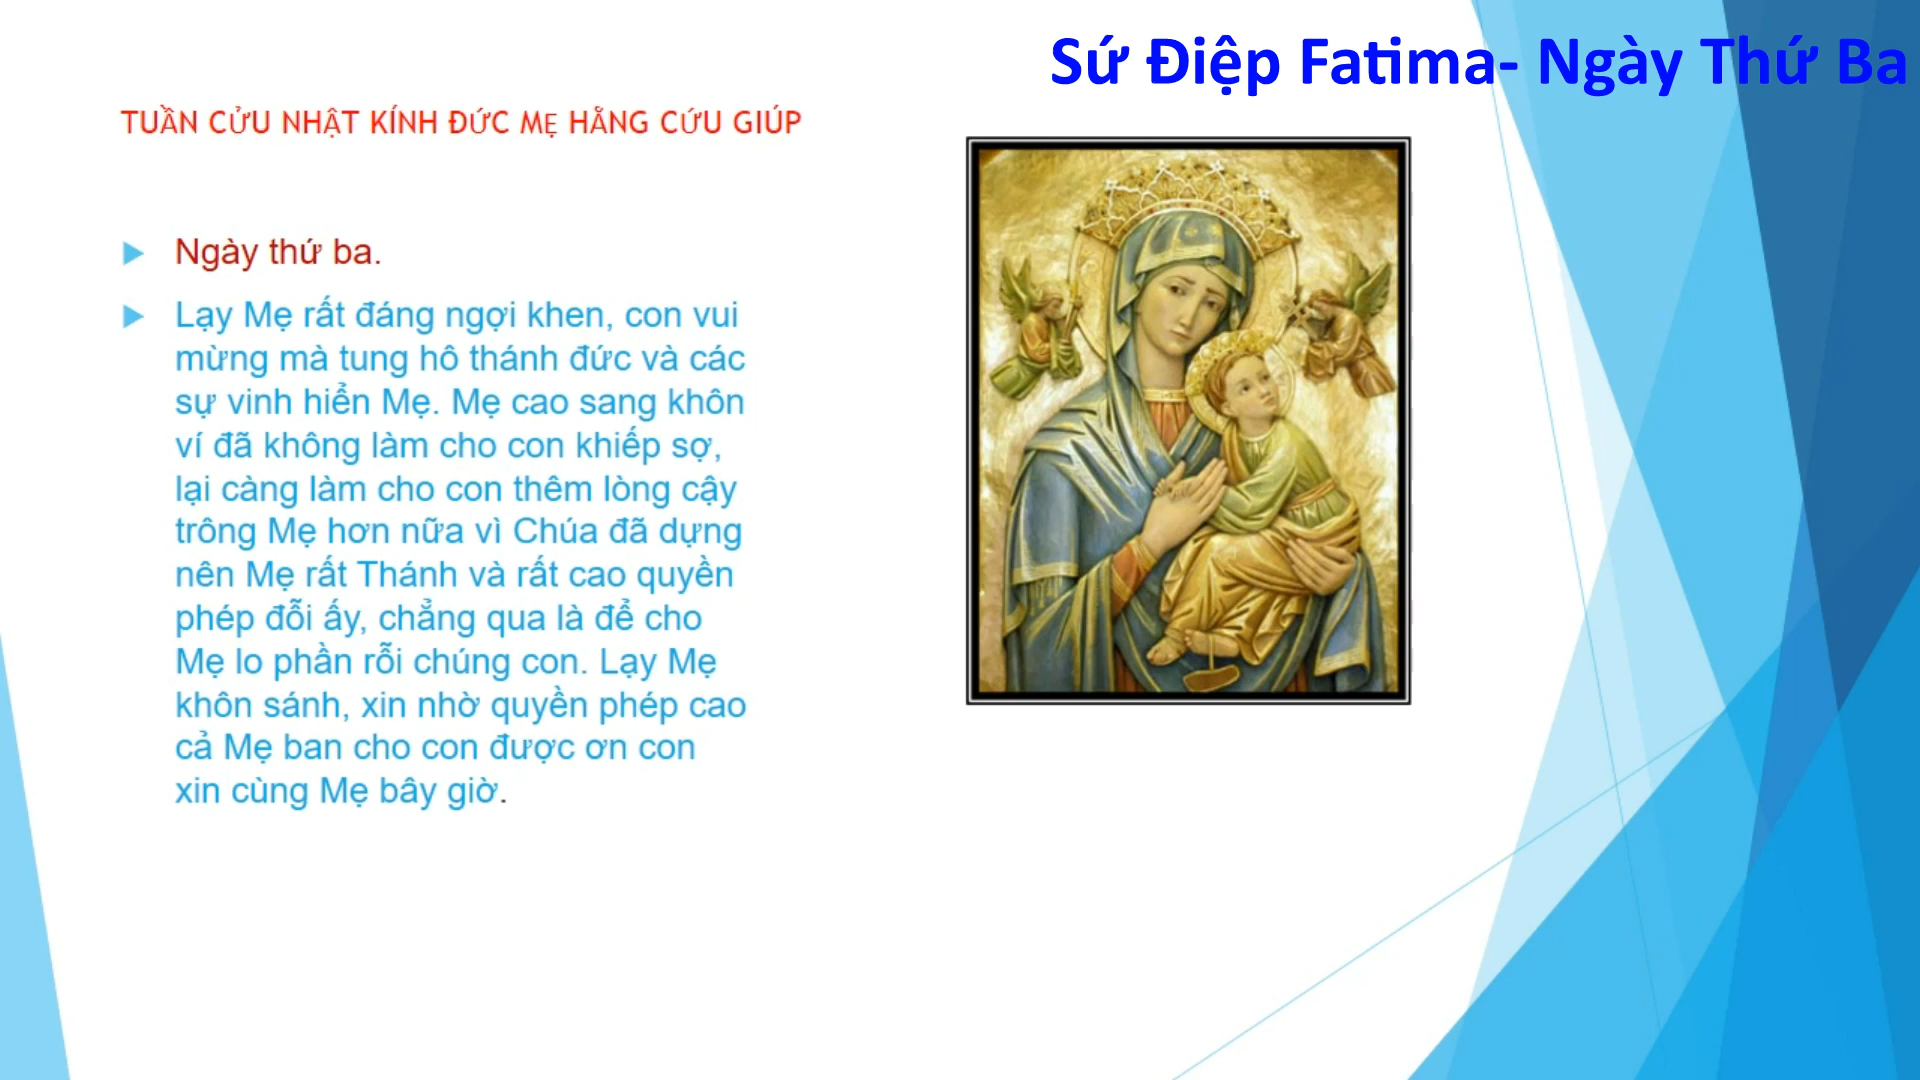 Sứ Điệp Fatima- Ngày Thứ Ba
TUẦN CỬU NHẬT KÍNH ĐỨC MẸ HẰNG CỨU GIÚP
Ngày thứ ba.
Lạy Mẹ rất đáng ngợi khen, con vui
mừng mà tung hô thánh đức và các
sự vinh hiển Mẹ. Mẹ cao sang khôn
ví đã không làm cho con khiếp sợ,
lại càng làm cho con thêm lòng cậy
trông Mẹ hơn nữa vì Chúa đã dựng
nên Mẹ rất Thánh và rất cao quyền
phép đỗi ấy, chẳng qua là để cho
Mẹ lo phần rỗi chúng con. Lạy Mẹ
khôn sánh, xin nhờ quyền phép cao
cả Mẹ ban cho con được ơn con
xin cùng Mẹ bây giờ.